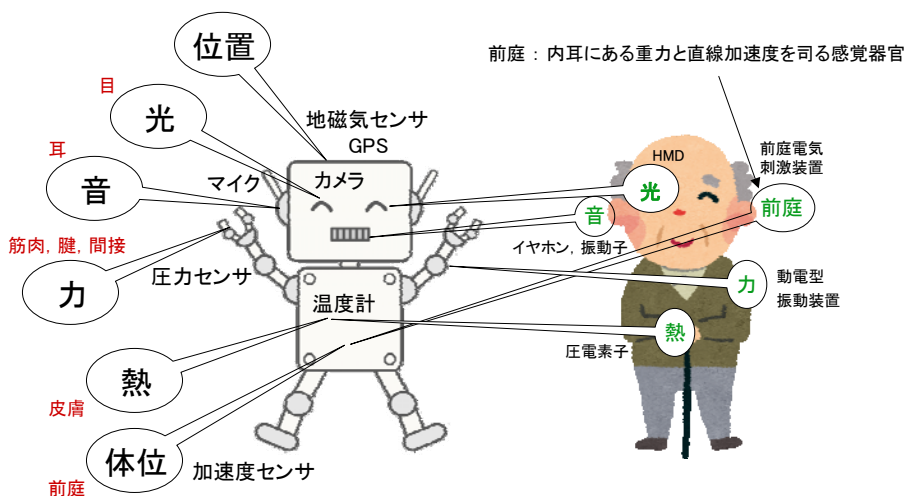 位置
前庭 : 内耳にある重力と直線加速度を司る感覚器官
目
光
地磁気センサ
GPS
耳
音
マイク
カメラ
HMD
光
前庭電気
刺激装置
前庭
音
イヤホン, 振動子
筋肉, 腱, 間接
力
圧力センサ
温度計
力
動電型
振動装置
熱
圧電素子
熱
皮膚
体位
加速度センサ
前庭